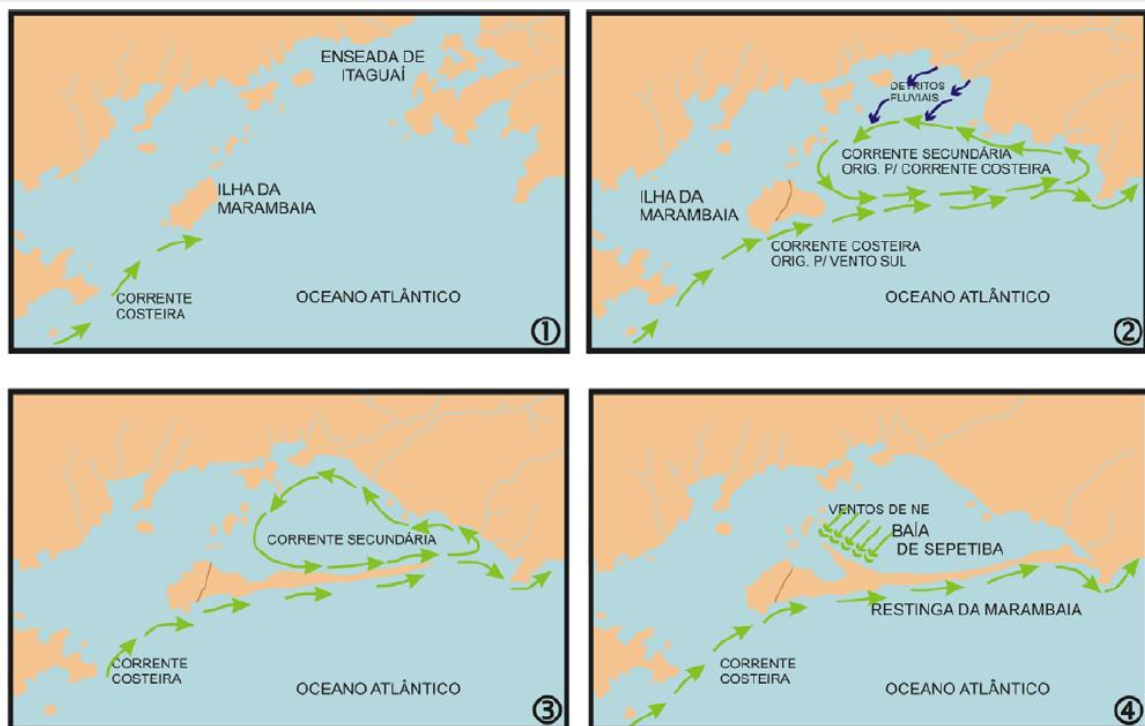 ENSEADA DE
ITAGUAÍ
ILHA DA
MARAMBAIA
CORRENTE
COSTEIRA
OCEANO ATLÂNTICO
1
DETRITOS
FLUVIAIS
CORRENTE SECUNDÁRIA
ORIG. P/ CORRENTE COSTEIRA
ILHA DA
MARAMBAIA
CORRENTE COSTEIRA
ORIG. P/ VENTO SUL
OCEANO ATLÂNTICO
2
CORRENTE SECUNDÁRIA
CORRENTE
COSTEIRA
OCEANO ATLÂNTICO
3
VENTOS DE NE
BAÍA
DE SEPETIBA
RESTINGA DA MARAMBAIA
CORRENTE
COSTEIRA
OCEANO ATLÂNTICO
4